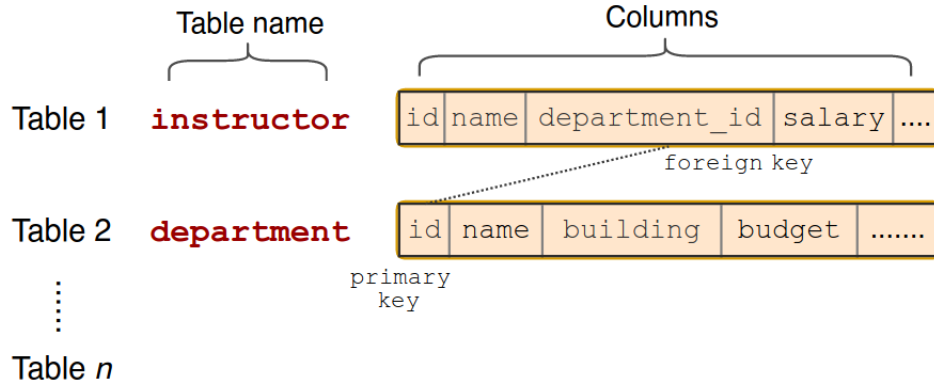 Table name Columns
Table 1 instructor id name department_id salary ....
foreign key
Table 2 department id name building budget .......
primary
key
Table n